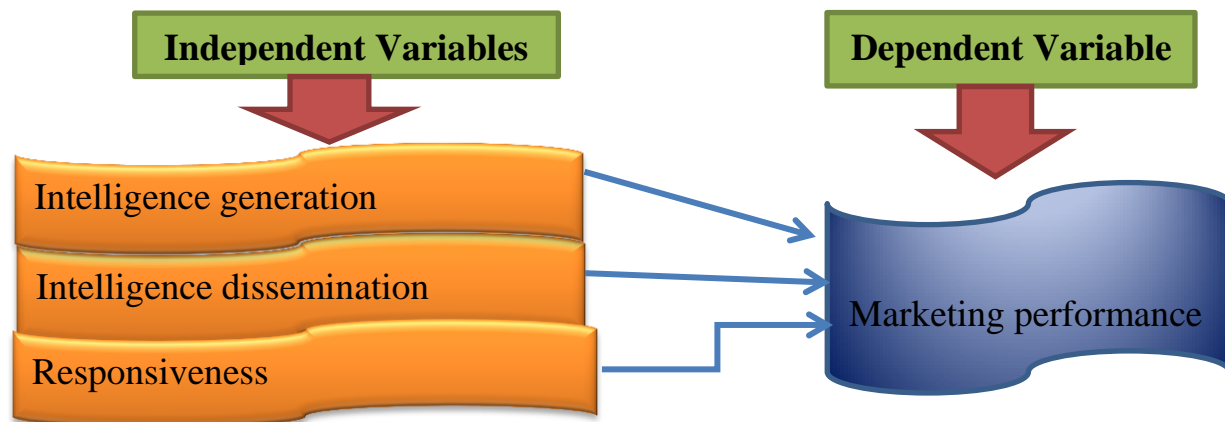 Independent Variables
Dependent Variable
Intelligence generation
Intelligence dissemination
Responsiveness
Marketing performance